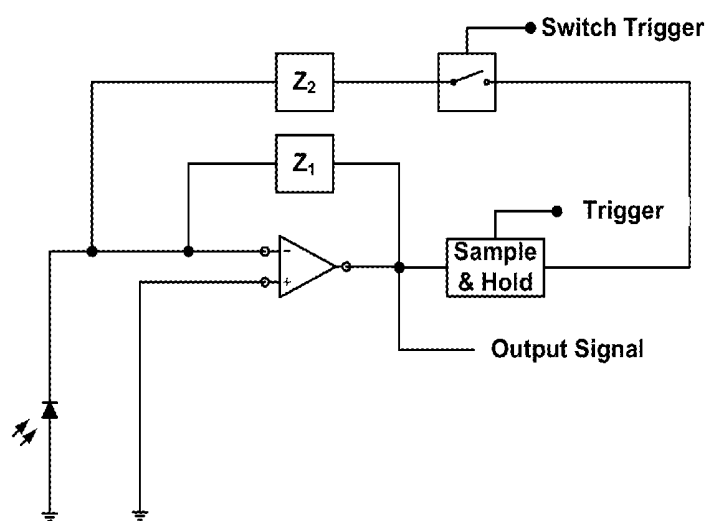 Switch Trigger
Z₂
Z₁
Trigger
Sample
& Hold
-
+
Output Signal